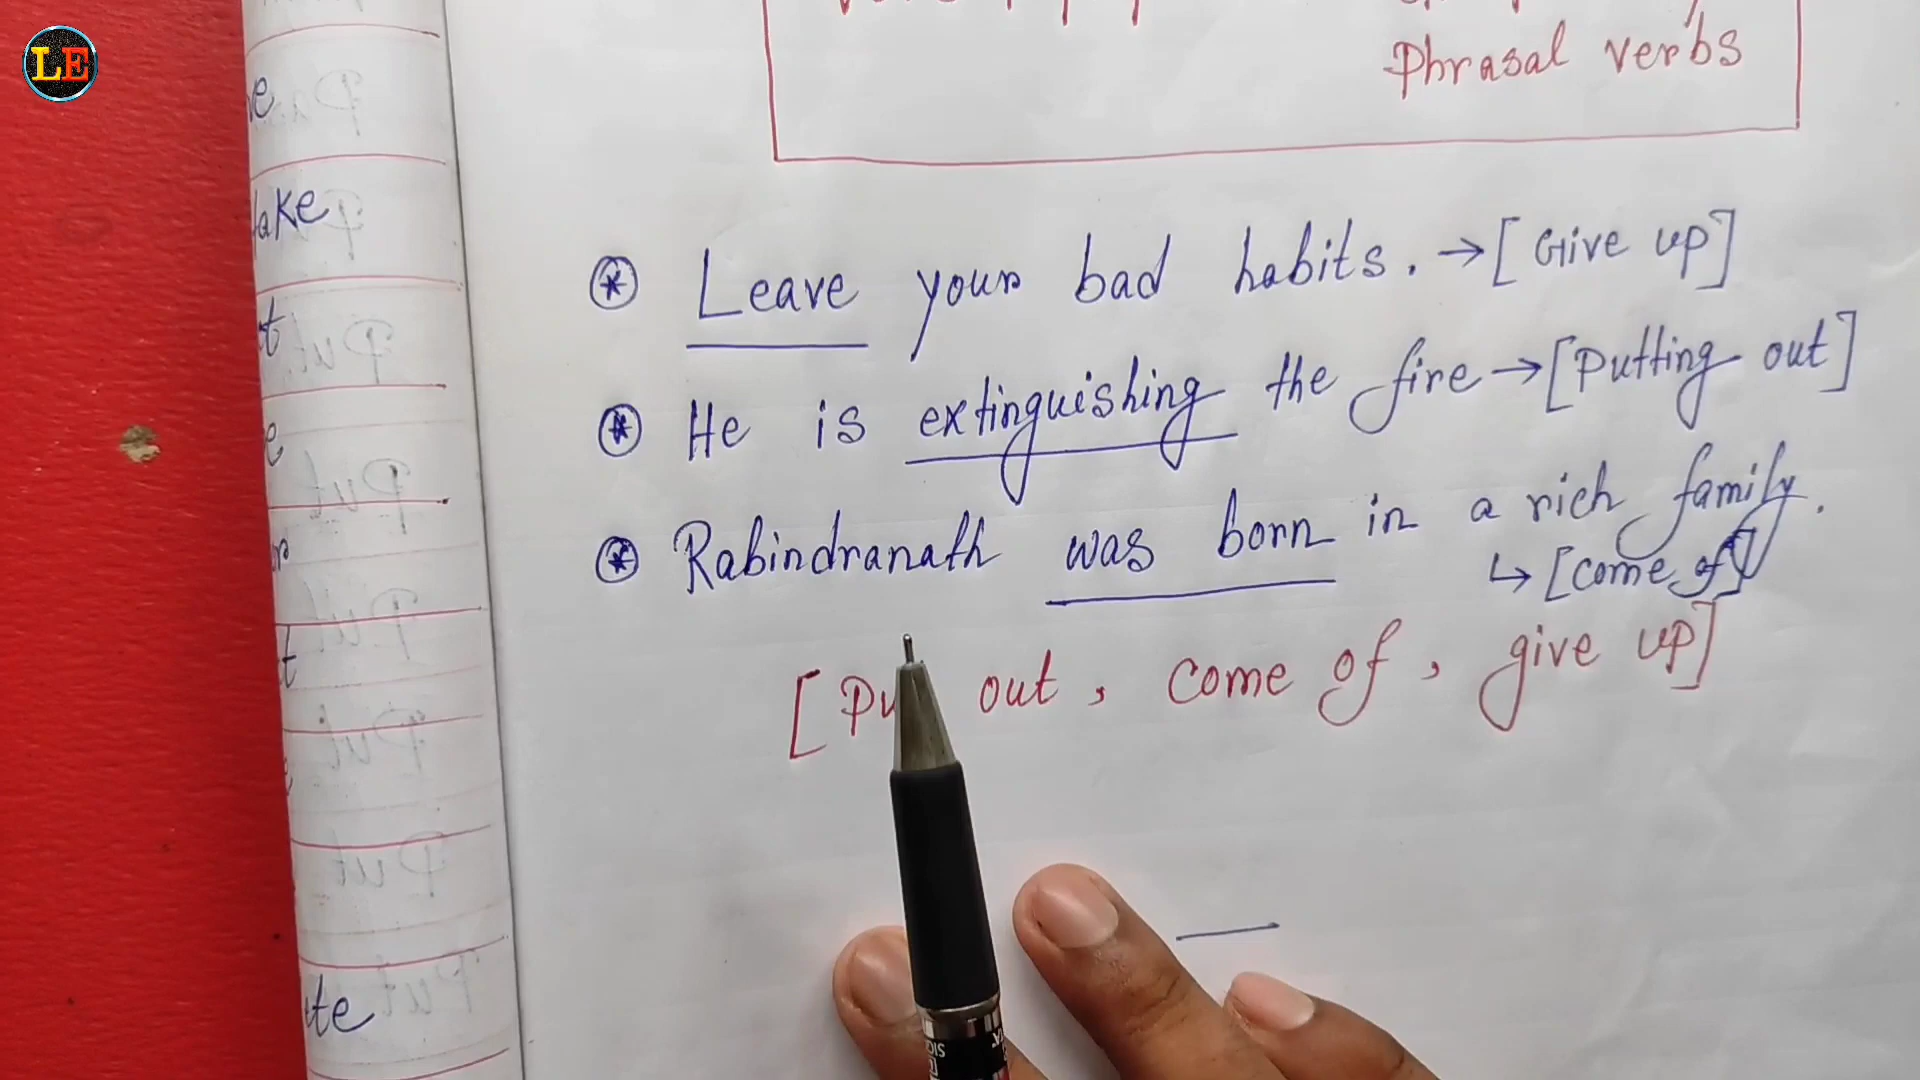 LE
Phrasal verbs
Leave your bad habits. → [Give up]
He is extinguishing the fire → [Putting out]
Rabindranath was born in a rich family.
↳ [come of]
[Put out, come of, give up]